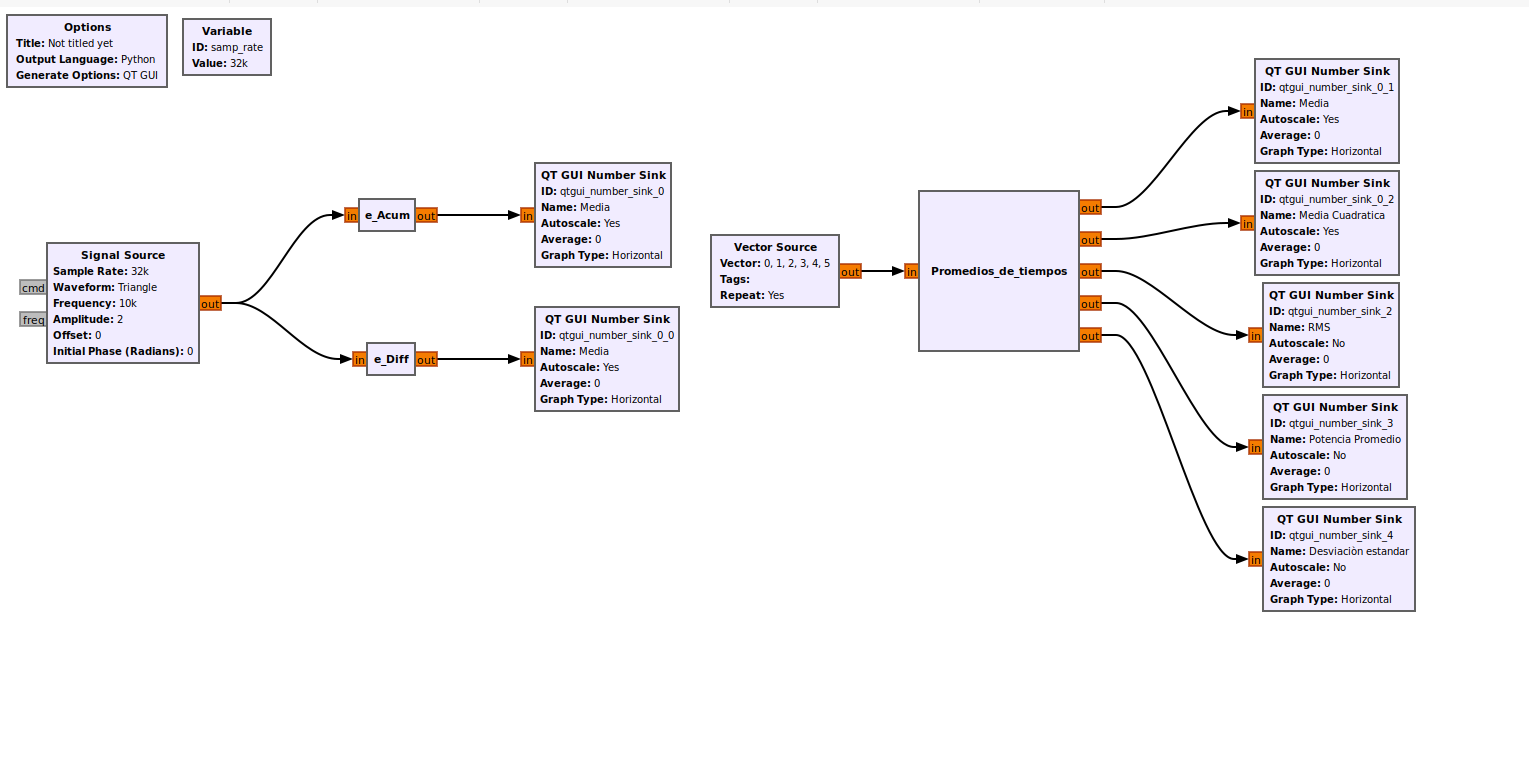 Options
Title: Not titled yet
Output Language: Python
Generate Options: QT GUI
Variable
ID: samp_rate
Value: 32k
Signal Source
Sample Rate: 32k
Waveform: Triangle
Frequency: 10k
Amplitude: 2
Offset: 0
Initial Phase (Radians): 0
cmd
freq
out
in
e_Acum
out
in
QT GUI Number Sink
ID: qtgui_number_sink_0
Name: Media
Autoscale: Yes
Average: 0
Graph Type: Horizontal
in
e_Diff
out
in
QT GUI Number Sink
ID: qtgui_number_sink_0_0
Name: Media
Autoscale: Yes
Average: 0
Graph Type: Horizontal
Vector Source
Vector: 0, 1, 2, 3, 4, 5
Tags:
Repeat: Yes
out
in
Promedios_de_tiempos
out
out
out
out
out
in
QT GUI Number Sink
ID: qtgui_number_sink_0_1
Name: Media
Autoscale: Yes
Average: 0
Graph Type: Horizontal
in
QT GUI Number Sink
ID: qtgui_number_sink_0_2
Name: Media Cuadratica
Autoscale: Yes
Average: 0
Graph Type: Horizontal
in
QT GUI Number Sink
ID: qtgui_number_sink_2
Name: RMS
Autoscale: No
Average: 0
Graph Type: Horizontal
in
QT GUI Number Sink
ID: qtgui_number_sink_3
Name: Potencia Promedio
Autoscale: No
Average: 0
Graph Type: Horizontal
in
QT GUI Number Sink
ID: qtgui_number_sink_4
Name: Desviaciòn estandar
Autoscale: No
Average: 0
Graph Type: Horizontal